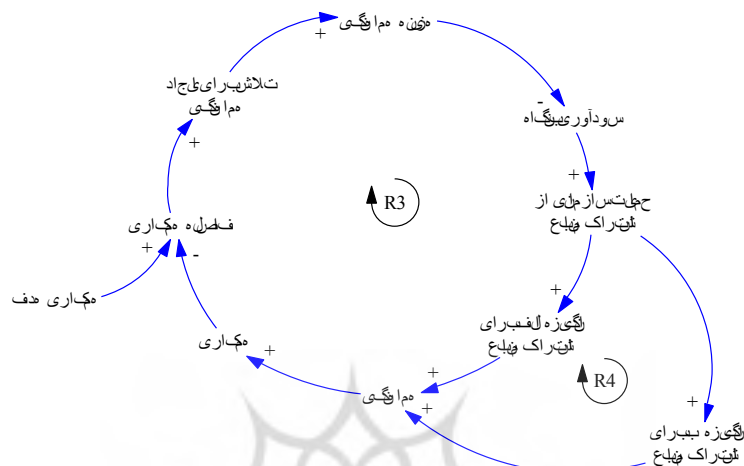 هزینه هماهنگی
+
تلاش برای ایجاد
هماهنگی
+
-
سودآوری بنگاه
+
حمایت سازمانی از
اشتراک منابع
R3
فاصله همکاری
+
-
هدف همکاری
+
انگیزه الف برای
اشتراک منابع
همکاری
+
+
هماهنگی
+
R4
+
انگیزه ب برای
اشتراک منابع